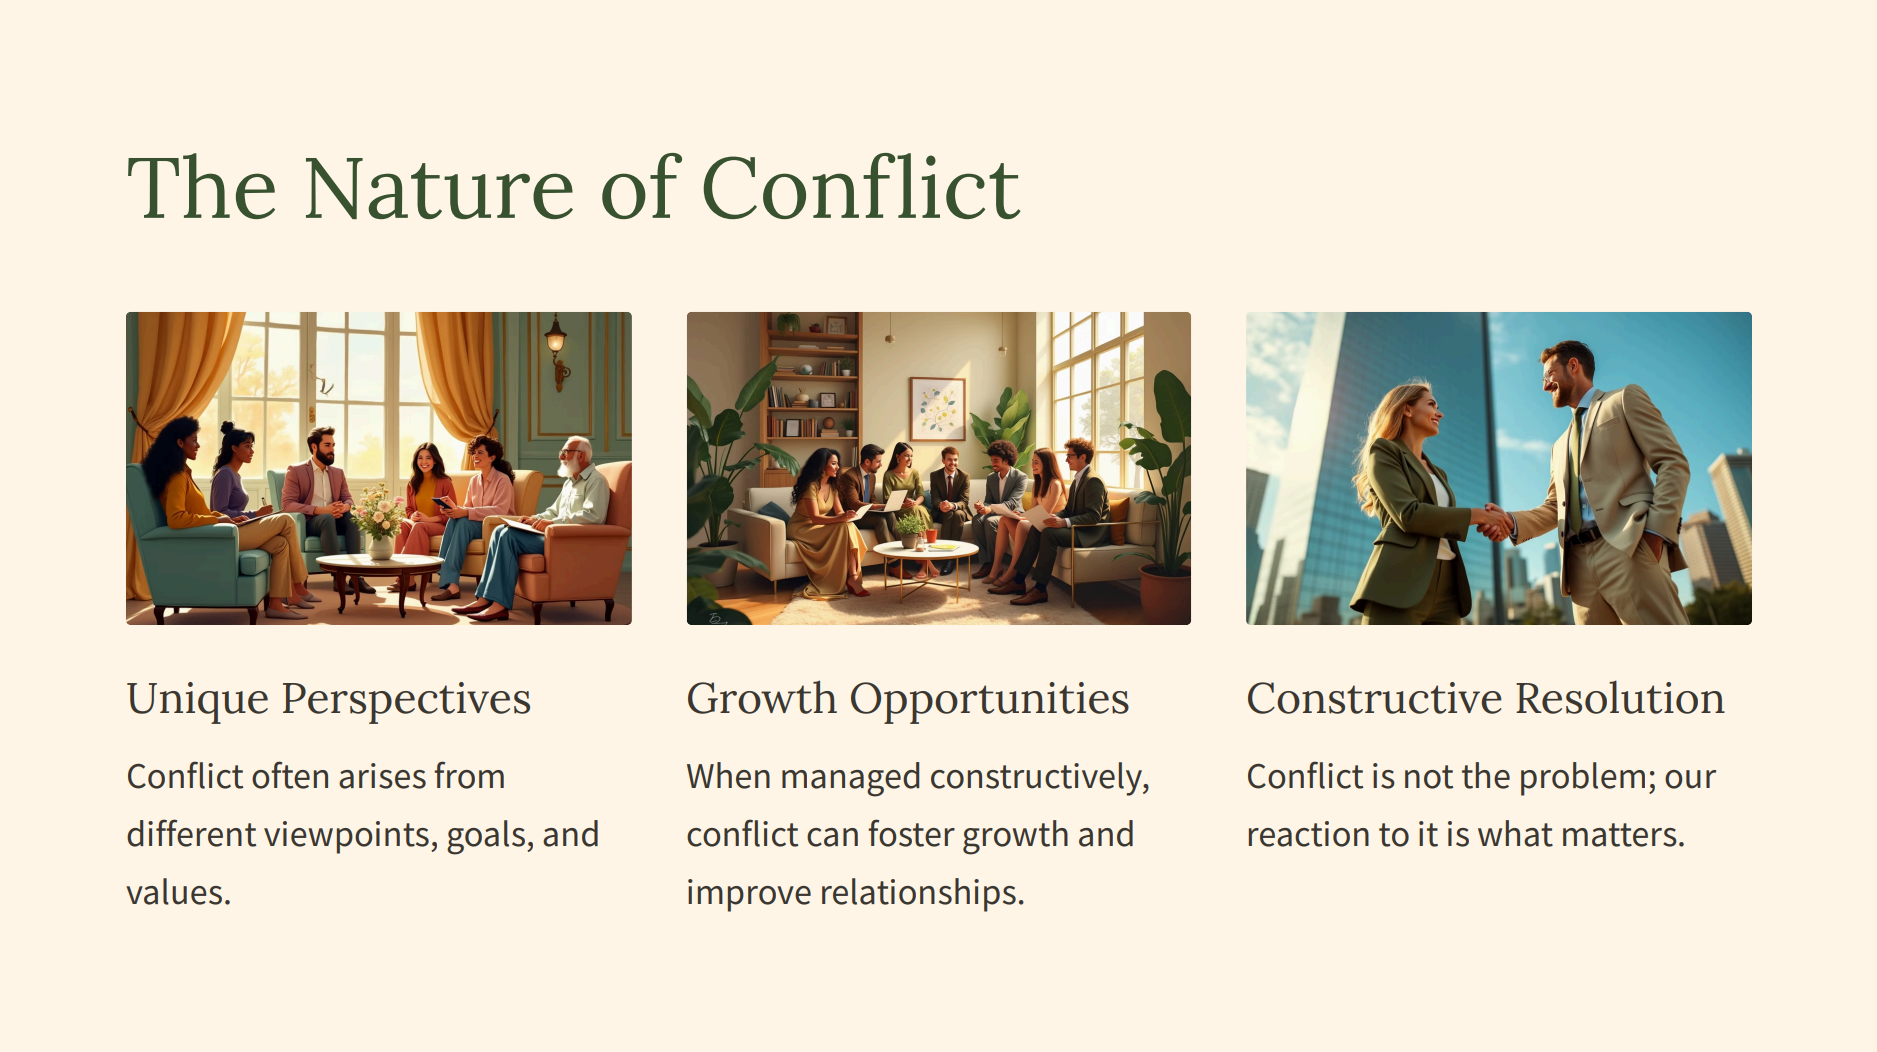 The Nature of Conflict
Unique Perspectives
Conflict often arises from
different viewpoints, goals, and
values.
Growth Opportunities
When managed constructively,
conflict can foster growth and
improve relationships.
Constructive Resolution
Conflict is not the problem; our
reaction to it is what matters.